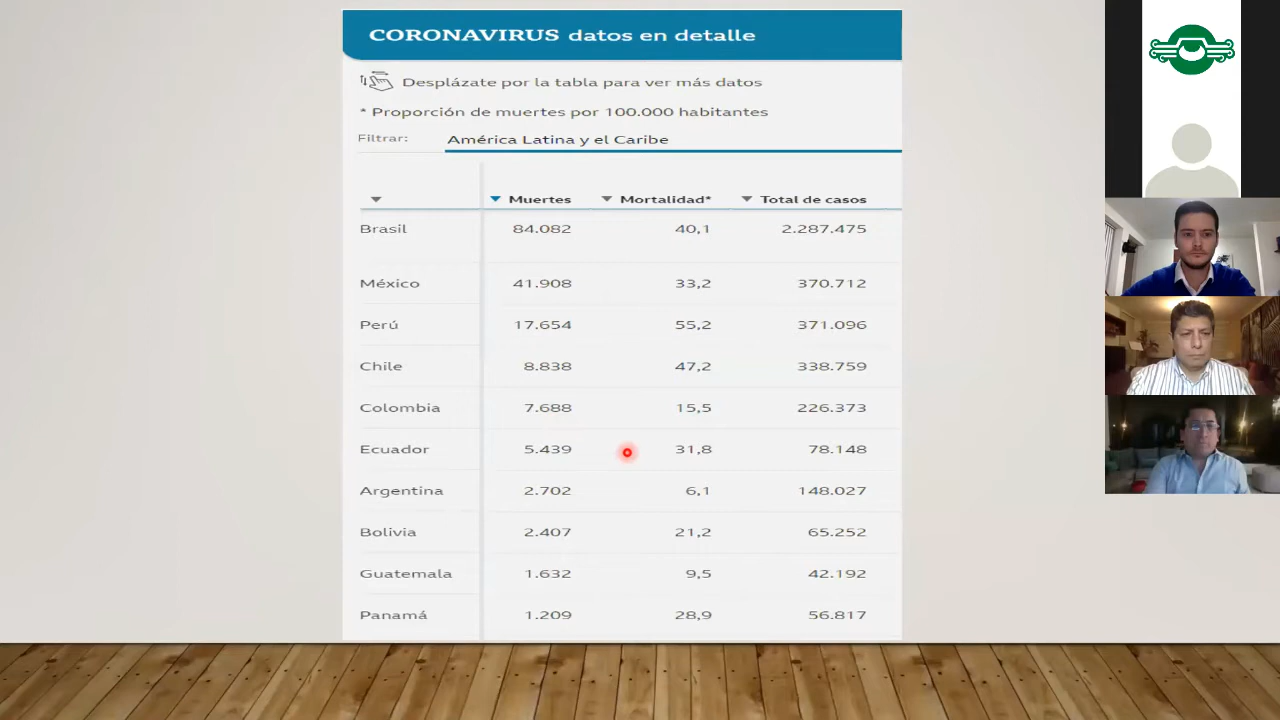 CORONAVIRUS datos en detalle
Desplázate por la tabla para ver más datos
* Proporción de muertes por 100.000 habitantes
Filtrar: América Latina y el Caribe
Muertes Mortalidad* Total de casos
Brasil 84.082 40,1 2.287.475
México 41.908 33,2 370.712
Perú 17.654 55,2 371.096
Chile 8.838 47,2 338.759
Colombia 7.688 15,5 226.373
Ecuador 5.439 31,8 78.148
Argentina 2.702 6,1 148.027
Bolivia 2.407 21,2 65.252
Guatemala 1.632 9,5 42.192
Panamá 1.209 28,9 56.817